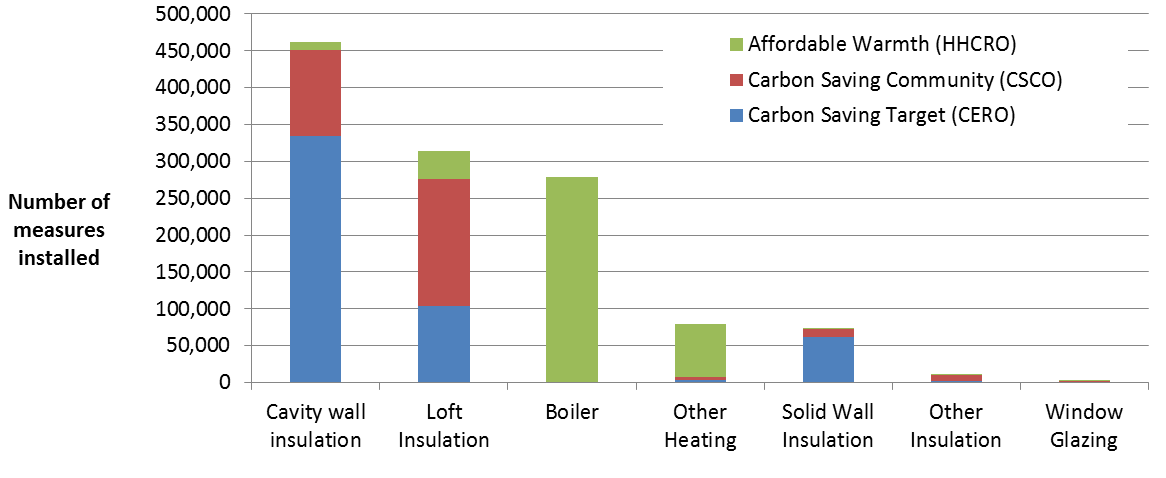 500,000
450,000
400,000
350,000
300,000
250,000
200,000
150,000
100,000
50,000
0
Number of
measures
installed
Affordable Warmth (HHCRO)
Carbon Saving Community (CSCO)
Carbon Saving Target (CERO)
Cavity wall
insulation
Loft
Insulation
Boiler
Other
Heating
Solid Wall
Insulation
Other
Insulation
Window
Glazing